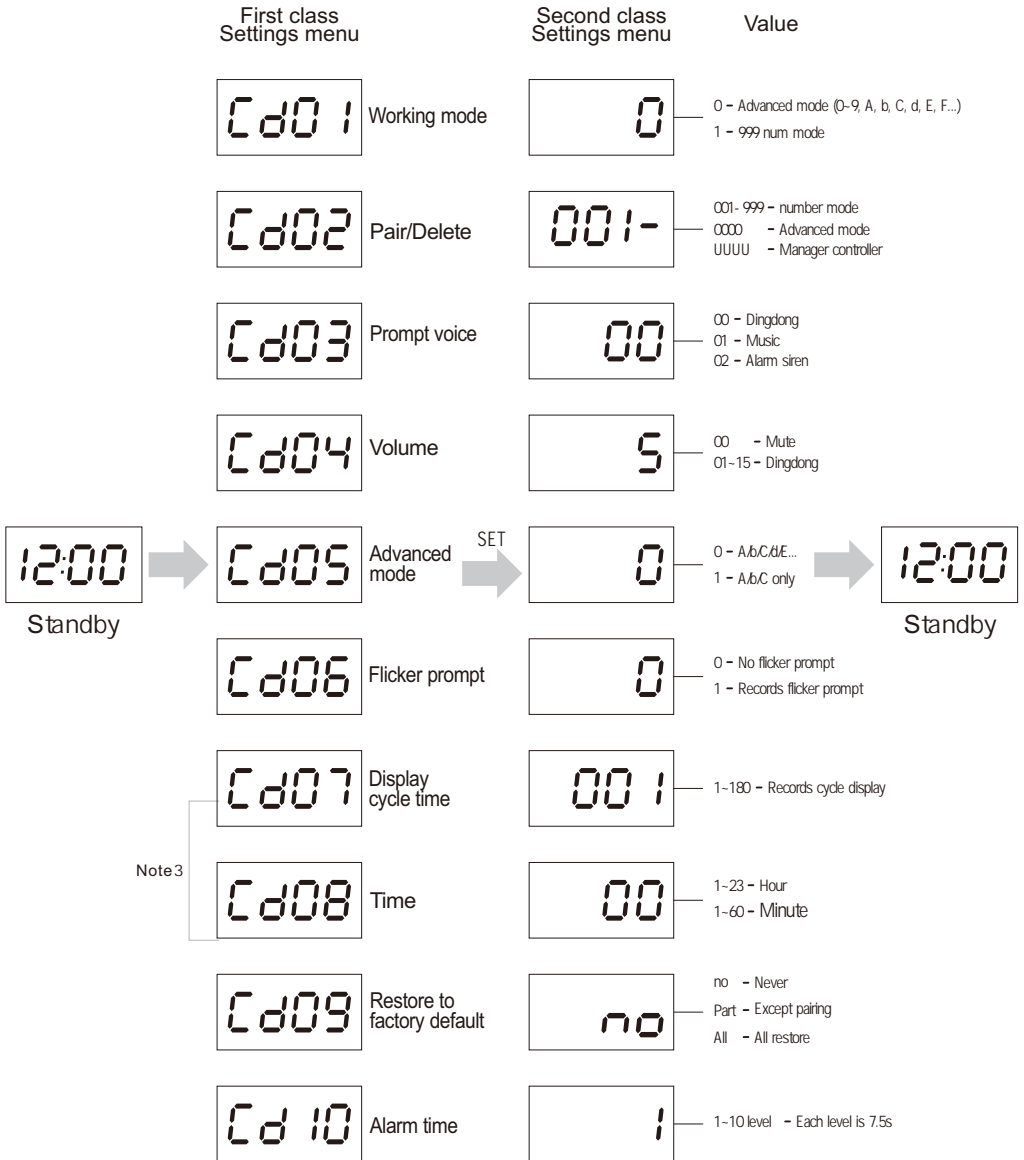 First class
Settings menu
Second class
Settings menu
Value
Cd01
Working mode
0
0 – Advanced mode (0~9, A, b, C, d, E, F...)
1 – 999 num mode
Cd02
Pair/Delete
001-
001- 999 – number mode
0000 – Advanced mode
UUUU – Manager controller
Cd03
Prompt voice
00
00 – Dingdong
01 – Music
02 – Alarm siren
Cd04
Volume
5
00 – Mute
01~15 – Dingdong
12:00
Standby
Cd05
Advanced
mode
SET
0
0 – A/b/C/d/E...
1 – A/b/C only
12:00
Standby
Cd06
Flicker prompt
0
0 – No flicker prompt
1 – Records flicker prompt
Cd07
Display
cycle time
001
1~180 – Records cycle display
Note3
Cd08
Time
00
1~23 – Hour
1~60 – Minute
Cd09
Restore to
factory default
no
no – Never
Part – Except pairing
All – All restore
Cd10
Alarm time
1
1~10 level – Each level is 7.5s